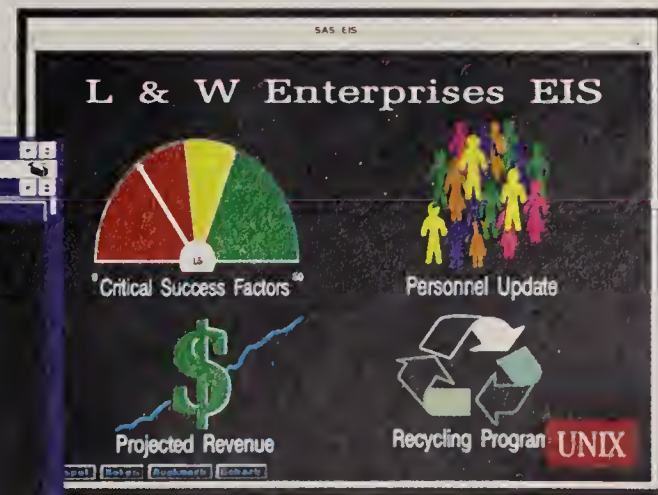 SAS EIS
L & W Enterprises EIS
Critical Success Factors
Personnel Update
Projected Revenue
Recycling Program
UNIX